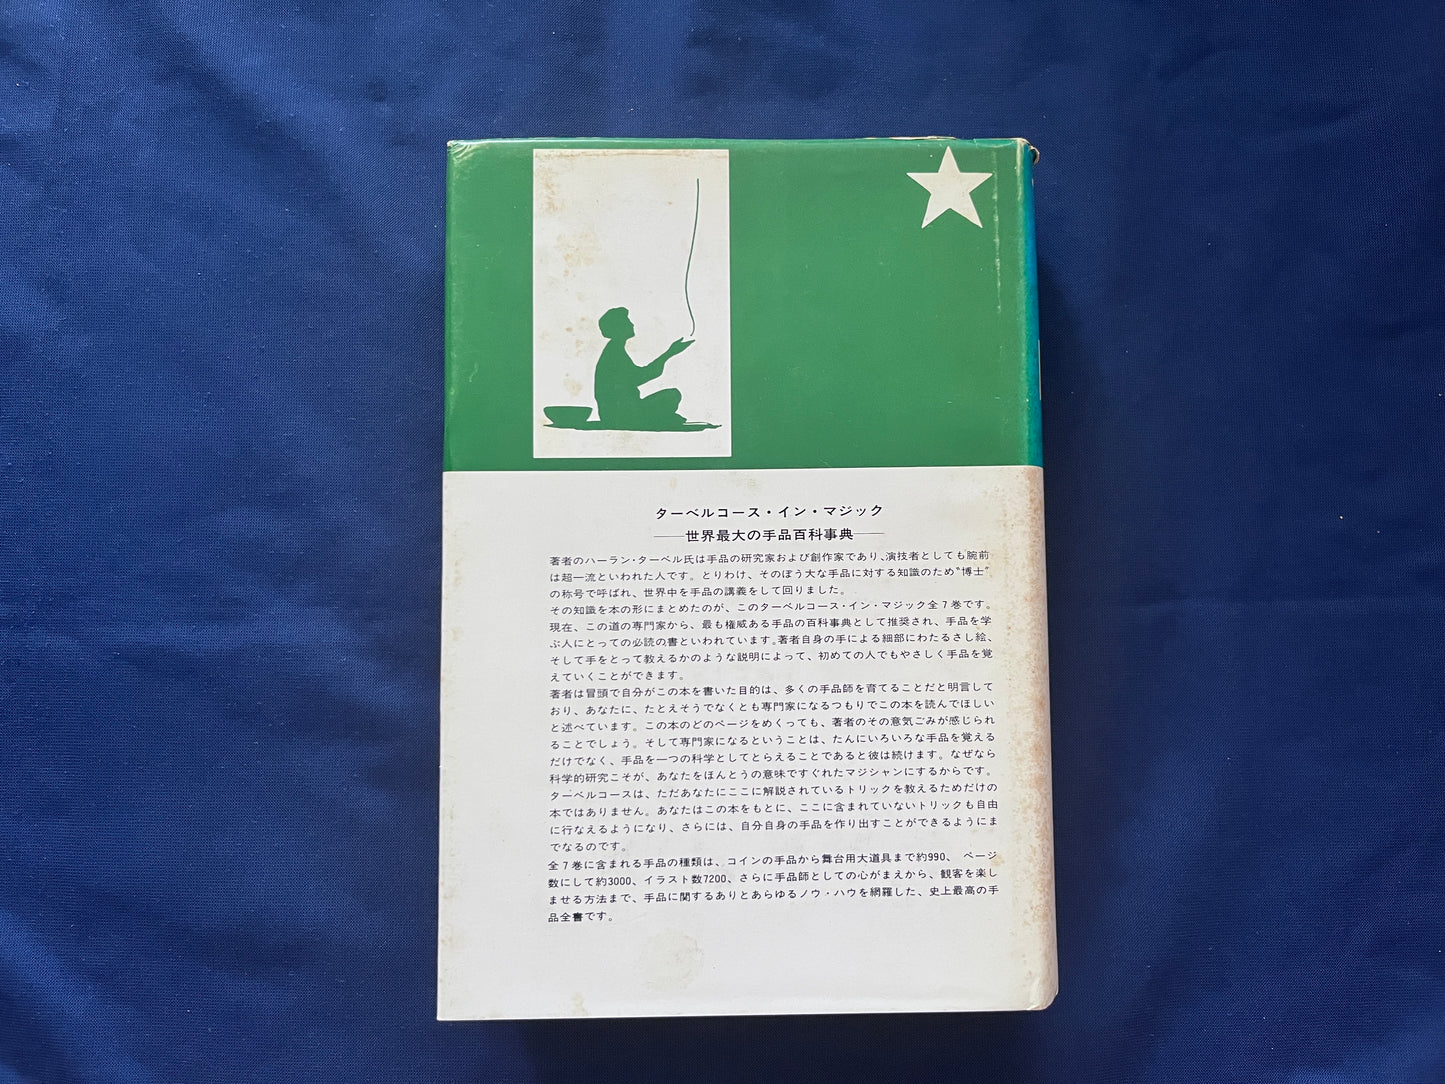 ターベルコース・イン・マジック
――世界最大の手品百科事典――
著者のハーラン・ターベル氏は手品の研究家および創作家であり、演技者としても腕前
は超一流といわれた人です。とりわけ、そのぼう大な手品に対する知識のため〝博士〟
の称号で呼ばれ、世界中を手品の講義をして回りました。
その知識を本の形にまとめたのが、このターベルコース・イン・マジック全7巻です。
現在、この道の専門家から、最も権威ある手品の百科事典として推奨され、手品を学
ぶ人にとっての必読の書といわれています。著者自身の手による細部にわたるさし絵、
そして手をとって教えるかのような説明によって、初めての人でもやさしく手品を覚
えていくことができます。
著者は冒頭で自分がこの本を書いた目的は、多くの手品師を育てることだと明言して
おり、あなたに、たとえそうでなくとも専門家になるつもりでこの本を読んでほしい
と述べています。この本のどのページをめくっても、著者のその意気ごみが感じられ
ることでしょう。そして専門家になるということは、たんにいろいろな手品を覚える
だけでなく、手品を一つの科学としてとらえることであると彼は続けます。なぜなら
科学的研究こそが、あなたをほんとうの意味ですぐれたマジシャンにするからです。
ターベルコースは、ただあなたにここに解説されているトリックを教えるためだけの
本ではありません。あなたはこの本をもとに、ここに含まれていないトリックも自由
に行なえるようになり、さらには、自分自身の手品を作り出すことができるようにま
でなるのです。
全7巻に含まれる手品の種類は、コインの手品から舞台用大道具まで約990、 ページ
数にして約3000、イラスト数7200、さらに手品師としての心がまえから、観客を楽し
ませる方法まで、手品に関するありとあらゆるノウ・ハウを網羅した、史上最高の手
品全書です。